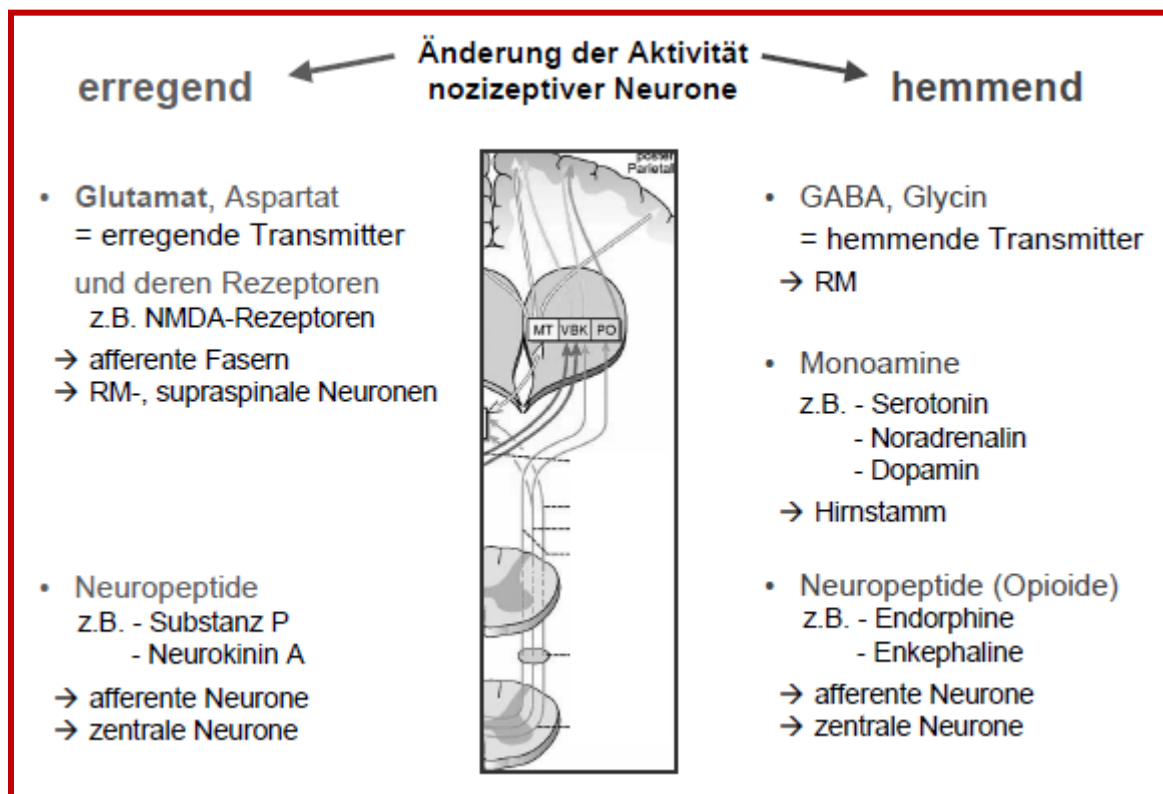 Änderung der Aktivität
nozizeptiver Neurone
erregend
hemmend
• Glutamat, Aspartat
= erregende Transmitter
und deren Rezeptoren
z.B. NMDA-Rezeptoren
→ afferente Fasern
→ RM-, supraspinale Neuronen
• Neuropeptide
z.B. - Substanz P
- Neurokinin A
→ afferente Neurone
→ zentrale Neurone
poster
Parietal
MT VBK PO
• GABA, Glycin
= hemmende Transmitter
→ RM
• Monoamine
z.B. - Serotonin
- Noradrenalin
- Dopamin
→ Hirnstamm
• Neuropeptide (Opioide)
z.B. - Endorphine
- Enkephaline
→ afferente Neurone
→ zentrale Neurone